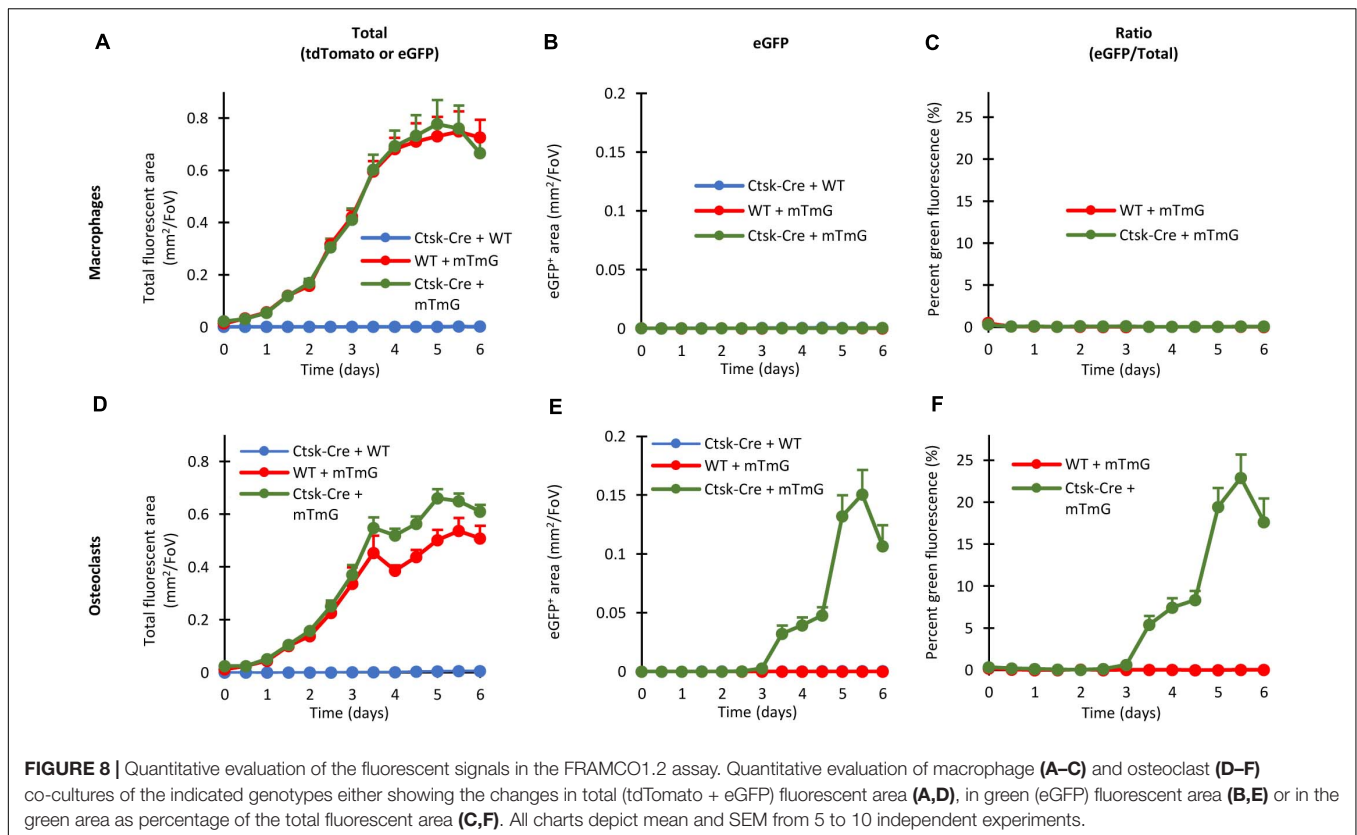 A
Total
(tdTomato or eGFP)
B
eGFP
C
Ratio
(eGFP/Total)
Macrophages
Total fluorescent area
(mm²/FoV)
0.8
0.6
0.4
0.2
0
0 1 2 3 4 5 6
Time (days)
Ctsk-Cre + WT
WT + mTmG
Ctsk-Cre +
mTmG
eGFP⁺ area (mm²/FoV)
0.2
0.15
0.1
0.05
0
0 1 2 3 4 5 6
Time (days)
Ctsk-Cre + WT
WT + mTmG
Ctsk-Cre + mTmG
Percent green fluorescence (%)
25
20
15
10
5
0
0 1 2 3 4 5 6
Time (days)
WT + mTmG
Ctsk-Cre + mTmG
D
E
F
Osteoclasts
Total fluorescent area
(mm²/FoV)
0.8
0.6
0.4
0.2
0
0 1 2 3 4 5 6
Time (days)
Ctsk-Cre + WT
WT + mTmG
Ctsk-Cre +
mTmG
eGFP⁺ area (mm²/FoV)
0.2
0.15
0.1
0.05
0
0 1 2 3 4 5 6
Time (days)
Ctsk-Cre + WT
WT + mTmG
Ctsk-Cre + mTmG
Percent green fluorescence (%)
25
20
15
10
5
0
0 1 2 3 4 5 6
Time (days)
WT + mTmG
Ctsk-Cre +
mTmG
FIGURE 8 | Quantitative evaluation of the fluorescent signals in the FRAMCO1.2 assay. Quantitative evaluation of macrophage (A–C) and osteoclast (D–F)
co-cultures of the indicated genotypes either showing the changes in total (tdTomato + eGFP) fluorescent area (A,D), in green (eGFP) fluorescent area (B,E) or in the
green area as percentage of the total fluorescent area (C,F). All charts depict mean and SEM from 5 to 10 independent experiments.